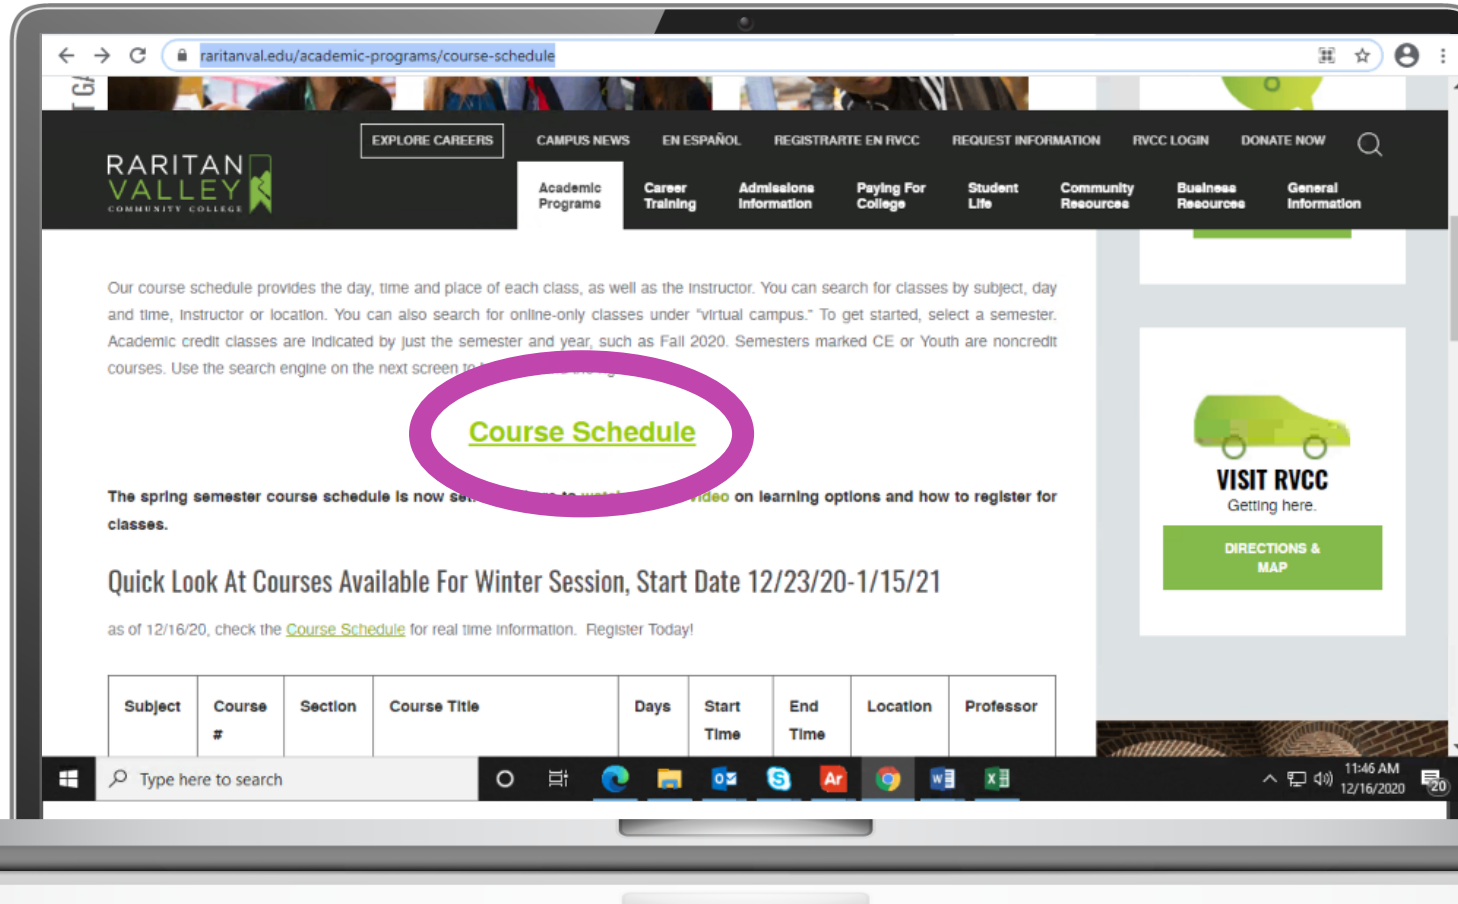 raritanval.edu/academic-programs/course-schedule
EXPLORE CAREERS CAMPUS NEWS EN ESPAÑOL REGISTRARTE EN RVCC REQUEST INFORMATION RVCC LOGIN DONATE NOW
RARITAN
VALLEY
COMMUNITY COLLEGE
Academic Programs
Career Training
Admissions Information
Paying For College
Student Life
Community Resources
Business Resources
General Information
Our course schedule provides the day, time and place of each class, as well as the instructor. You can search for classes by subject, day
and time, instructor or location. You can also search for online-only classes under "virtual campus." To get started, select a semester.
Academic credit classes are indicated by just the semester and year, such as Fall 2020. Semesters marked CE or Youth are noncredit
courses. Use the search engine on the next screen to
Course Schedule
The spring semester course schedule is now set. to video on learning options and how to register for
classes.
Quick Look At Courses Available For Winter Session, Start Date 12/23/20-1/15/21
as of 12/16/20, check the Course Schedule for real time information. Register Today!
Subject Course # Section Course Title Days Start Time End Time Location Professor
VISIT RVCC
Getting here.
DIRECTIONS &
MAP
Type here to search
11:46 AM
12/16/2020
20